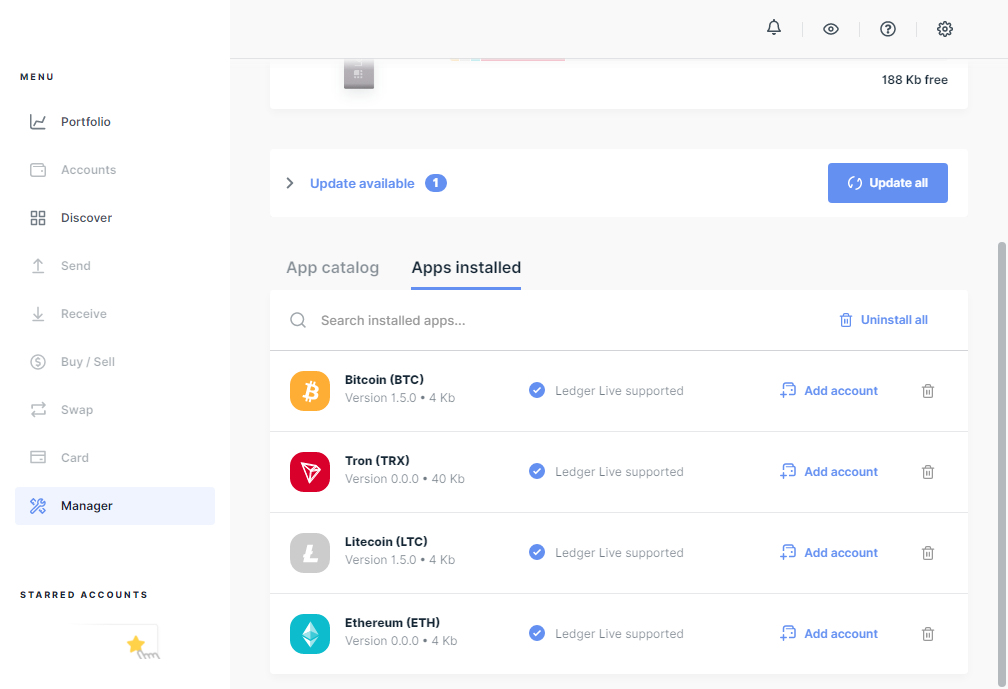 MENU
Portfolio
Accounts
Discover
Send
Receive
Buy / Sell
Swap
Card
Manager
STARRED ACCOUNTS
188 Kb free
Update available 1
Update all
App catalog Apps installed
Search installed apps...
Uninstall all
Bitcoin (BTC)
Version 1.5.0 • 4 Kb
Ledger Live supported
Add account
Tron (TRX)
Version 0.0.0 • 40 Kb
Ledger Live supported
Add account
Litecoin (LTC)
Version 1.5.0 • 4 Kb
Ledger Live supported
Add account
Ethereum (ETH)
Version 0.0.0 • 4 Kb
Ledger Live supported
Add account